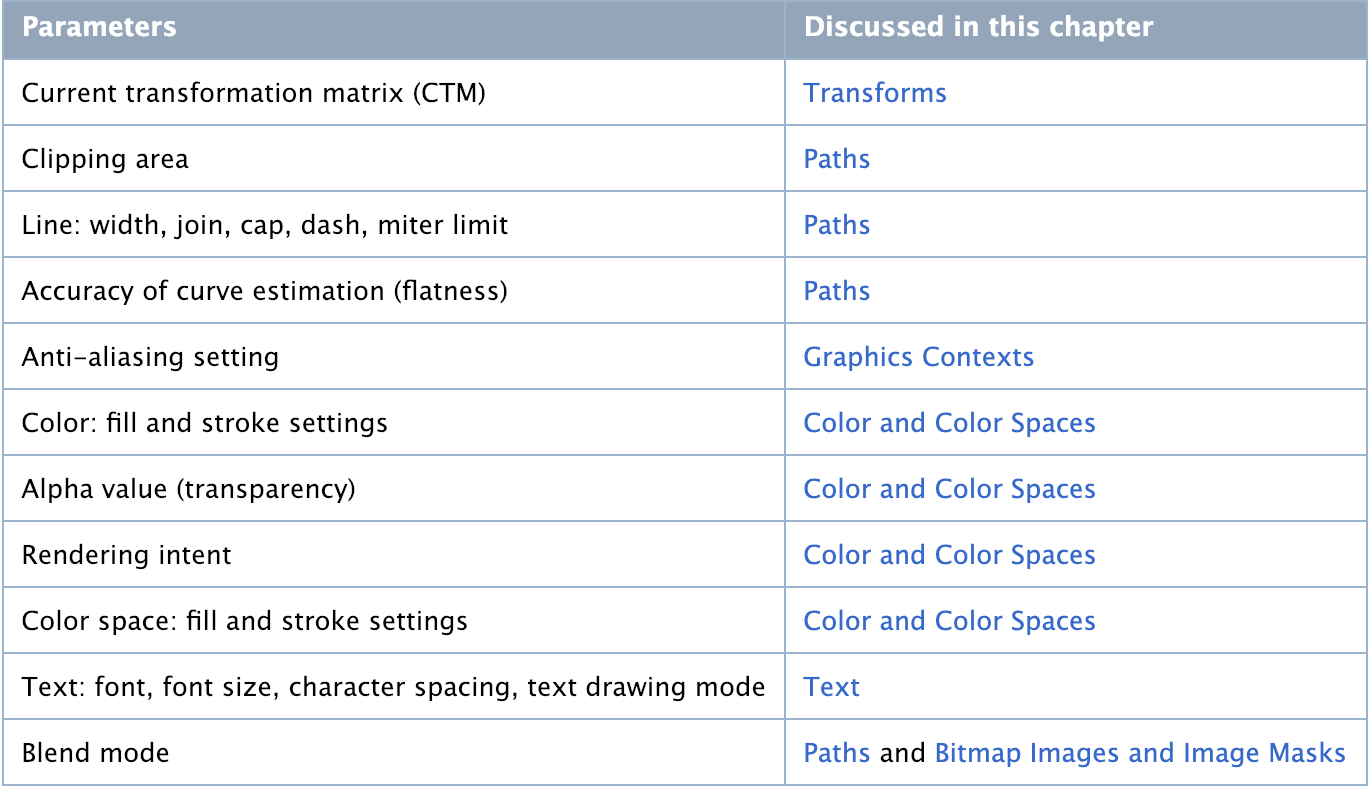 Parameters Discussed in this chapter
Current transformation matrix (CTM) Transforms
Clipping area Paths
Line: width, join, cap, dash, miter limit Paths
Accuracy of curve estimation (flatness) Paths
Anti-aliasing setting Graphics Contexts
Color: fill and stroke settings Color and Color Spaces
Alpha value (transparency) Color and Color Spaces
Rendering intent Color and Color Spaces
Color space: fill and stroke settings Color and Color Spaces
Text: font, font size, character spacing, text drawing mode Text
Blend mode Paths and Bitmap Images and Image Masks